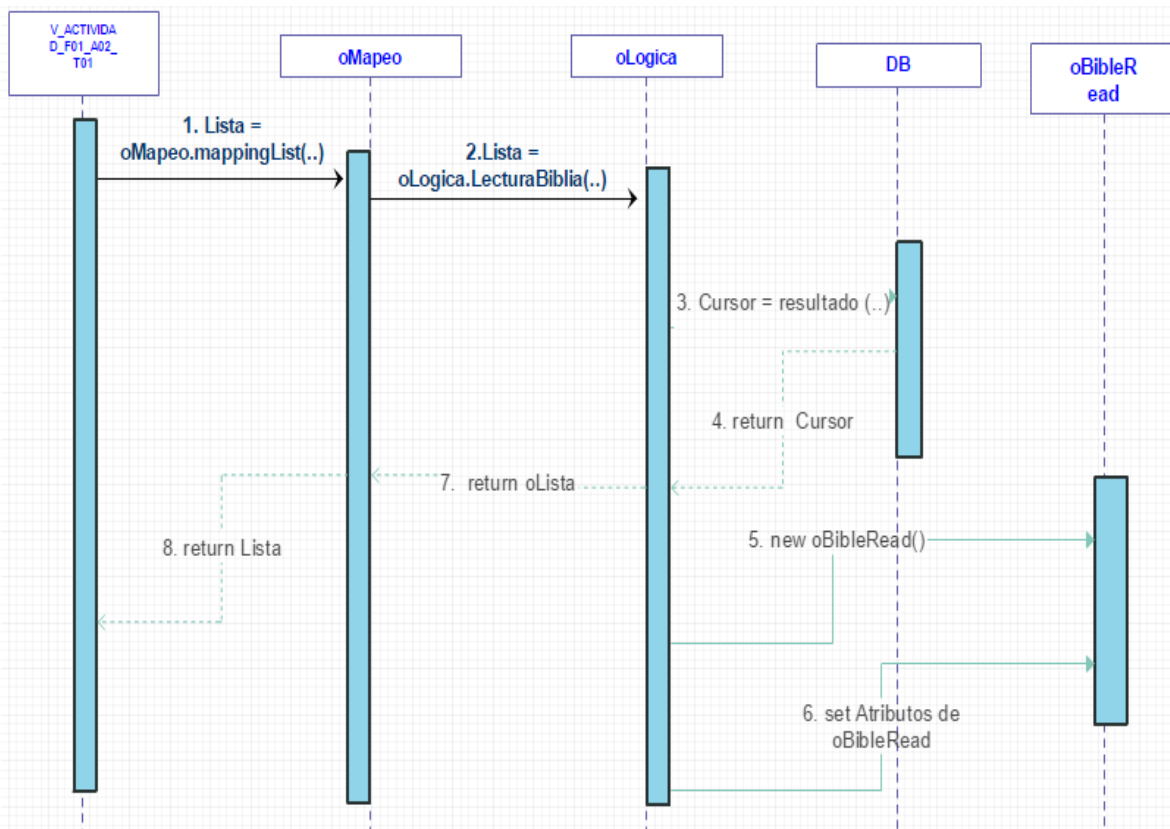 V_ACTIVIDA
D_F01_A02_
T01
oMapeo
oLogica
DB
oBibleR
ead
1. Lista =
oMapeo.mappingList(..)
2.Lista =
oLogica.LecturaBiblia(..)
3. Cursor = resultado (..)
4. return Cursor
7. return oLista
5. new oBibleRead()
8. return Lista
6. set Atributos de
oBibleRead